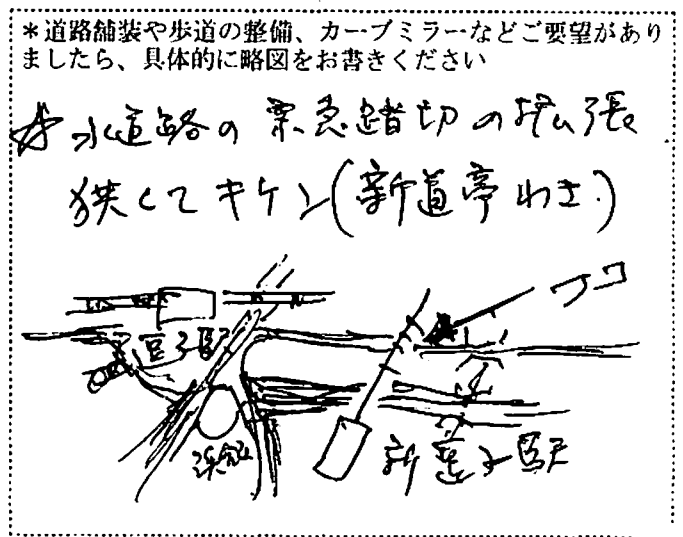 *道路舗装や歩道の整備、カーブミラーなどご要望があり
ましたら、具体的に略図をお書きください
水道路の京急踏切の拡張
狭くてキケン(新道亭わき)
ココ
逗子駅
新逗子駅